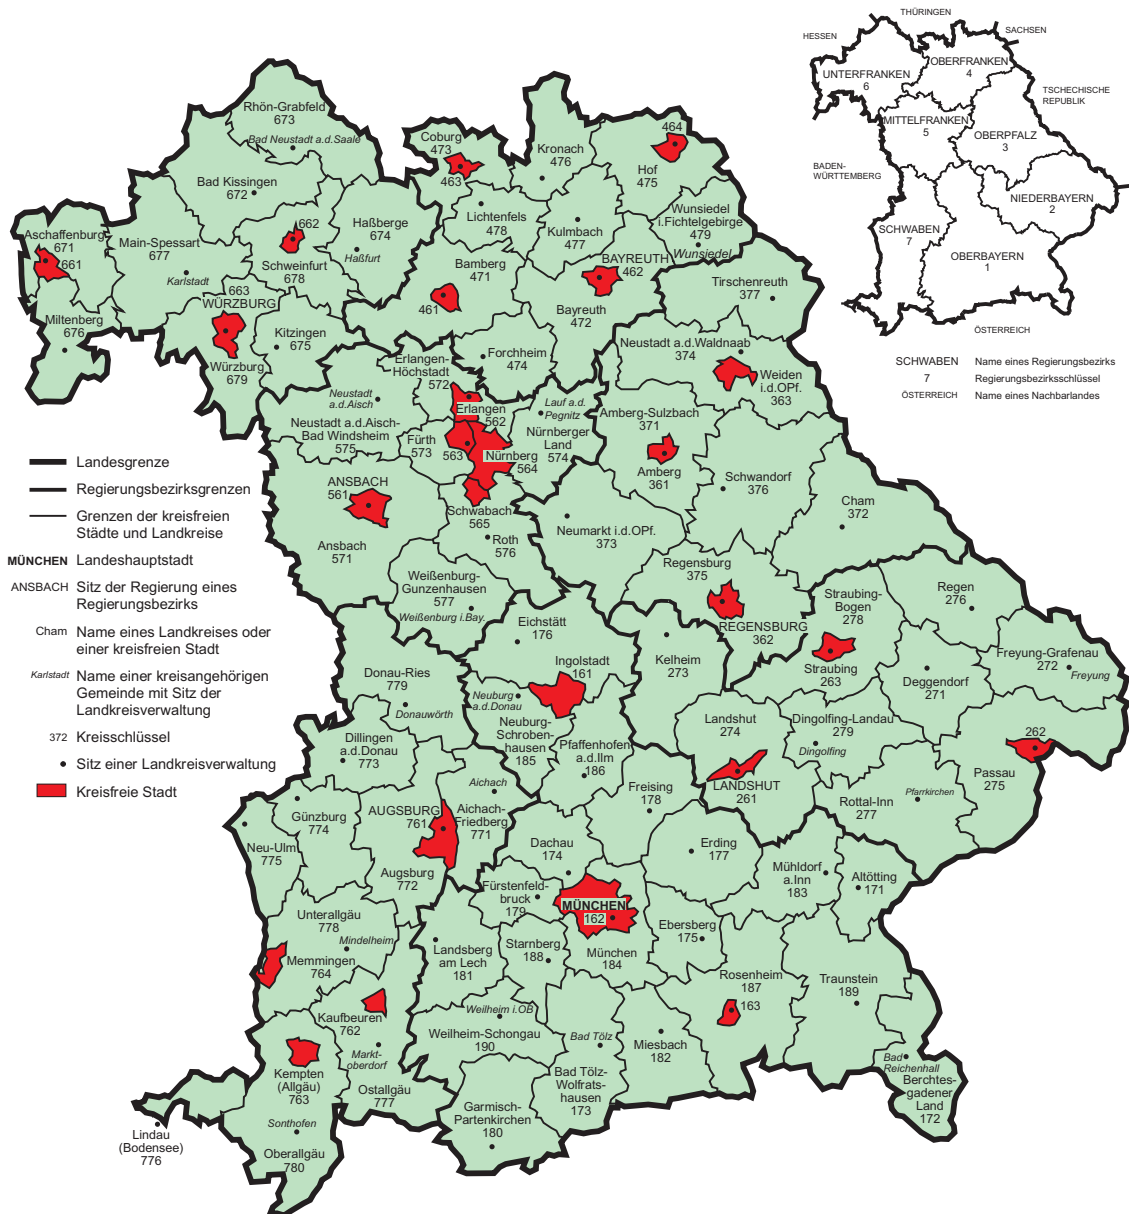 THÜRINGEN
HESSEN
SACHSEN
OBERFRANKEN
4
UNTERFRANKEN
6
TSCHECHISCHE
REPUBLIK
MITTELFRANKEN
5
OBERPFALZ
3
BADEN-
WÜRTTEMBERG
NIEDERBAYERN
2
SCHWABEN
7
OBERBAYERN
1
ÖSTERREICH
SCHWABEN Name eines Regierungsbezirks
7 Regierungsbezirksschlüssel
ÖSTERREICH Name eines Nachbarlandes
Rhön-Grabfeld
673
Bad Neustadt a.d.Saale
Coburg
473
463
Kronach
476
464
Hof
475
Bad Kissingen
672
Lichtenfels
478
Kulmbach
477
Wunsiedel
i.Fichtelgebirge
479
Wunsiedel
Aschaffenburg
671
661
Main-Spessart
677
Karlstadt
662
Schweinfurt
678
Haßberge
674
Haßfurt
Bamberg
471
461
BAYREUTH
462
Bayreuth
472
Tirschenreuth
377
Miltenberg
676
663
WÜRZBURG
Würzburg
679
Kitzingen
675
Erlangen-
Höchstadt
572
Forchheim
474
Neustadt a.d.Waldnaab
374
Weiden
i.d.OPf.
363
Neustadt
a.d.Aisch
Neustadt a.d.Aisch-
Bad Windsheim
575
Erlangen
562
Fürth
573
563
Nürnberg
564
Lauf a.d.
Pegnitz
Nürnberger
Land
574
Amberg-Sulzbach
371
Amberg
361
Schwandorf
376
Cham
372
ANSBACH
561
Ansbach
571
Schwabach
565
Roth
576
Neumarkt i.d.OPf.
373
Regensburg
375
REGENSBURG
362
Weißenburg-
Gunzenhausen
577
Weißenburg i.Bay.
Eichstätt
176
Kelheim
273
Straubing-
Bogen
278
Straubing
263
Regen
276
Freyung-Grafenau
272
Freyung
Deggendorf
271
Donau-Ries
779
Donauwörth
Ingolstadt
161
Neuburg
a.d.Donau
Neuburg-
Schroben-
hausen
185
Pfaffenhofen
a.d.Ilm
186
Landshut
274
LANDSHUT
261
Dingolfing-Landau
279
Dingolfing
262
Passau
275
Rottal-Inn
277
Pfarrkirchen
Dillingen
a.d.Donau
773
Günzburg
774
Neu-Ulm
775
AUGSBURG
761
Augsburg
772
Aichach
Aichach-
Friedberg
771
Freising
178
Dachau
174
Erding
177
Mühldorf
a.Inn
183
Altötting
171
Fürstenfeld-
bruck
179
MÜNCHEN
162
München
184
Ebersberg
175
Unterallgäu
778
Mindelheim
Memmingen
764
Landsberg
am Lech
181
Starnberg
188
Rosenheim
187
163
Traunstein
189
Kaufbeuren
762
Markt-
oberdorf
Ostallgäu
777
Weilheim i.OB
Weilheim-Schongau
190
Bad Tölz
Bad Tölz-
Wolfrats-
hausen
173
Miesbach
182
Bad
Reichenhall
Berchtes-
gadener
Land
172
Kempten
(Allgäu)
763
Sonthofen
Oberallgäu
780
Garmisch-
Partenkirchen
180
Lindau
(Bodensee)
776
Landesgrenze
Regierungsbezirksgrenzen
Grenzen der kreisfreien
Städte und Landkreise
MÜNCHEN Landeshauptstadt
ANSBACH Sitz der Regierung eines
Regierungsbezirks
Cham Name eines Landkreises oder
einer kreisfreien Stadt
Karlstadt Name einer kreisangehörigen
Gemeinde mit Sitz der
Landkreisverwaltung
372 Kreisschlüssel
Sitz einer Landkreisverwaltung
Kreisfreie Stadt